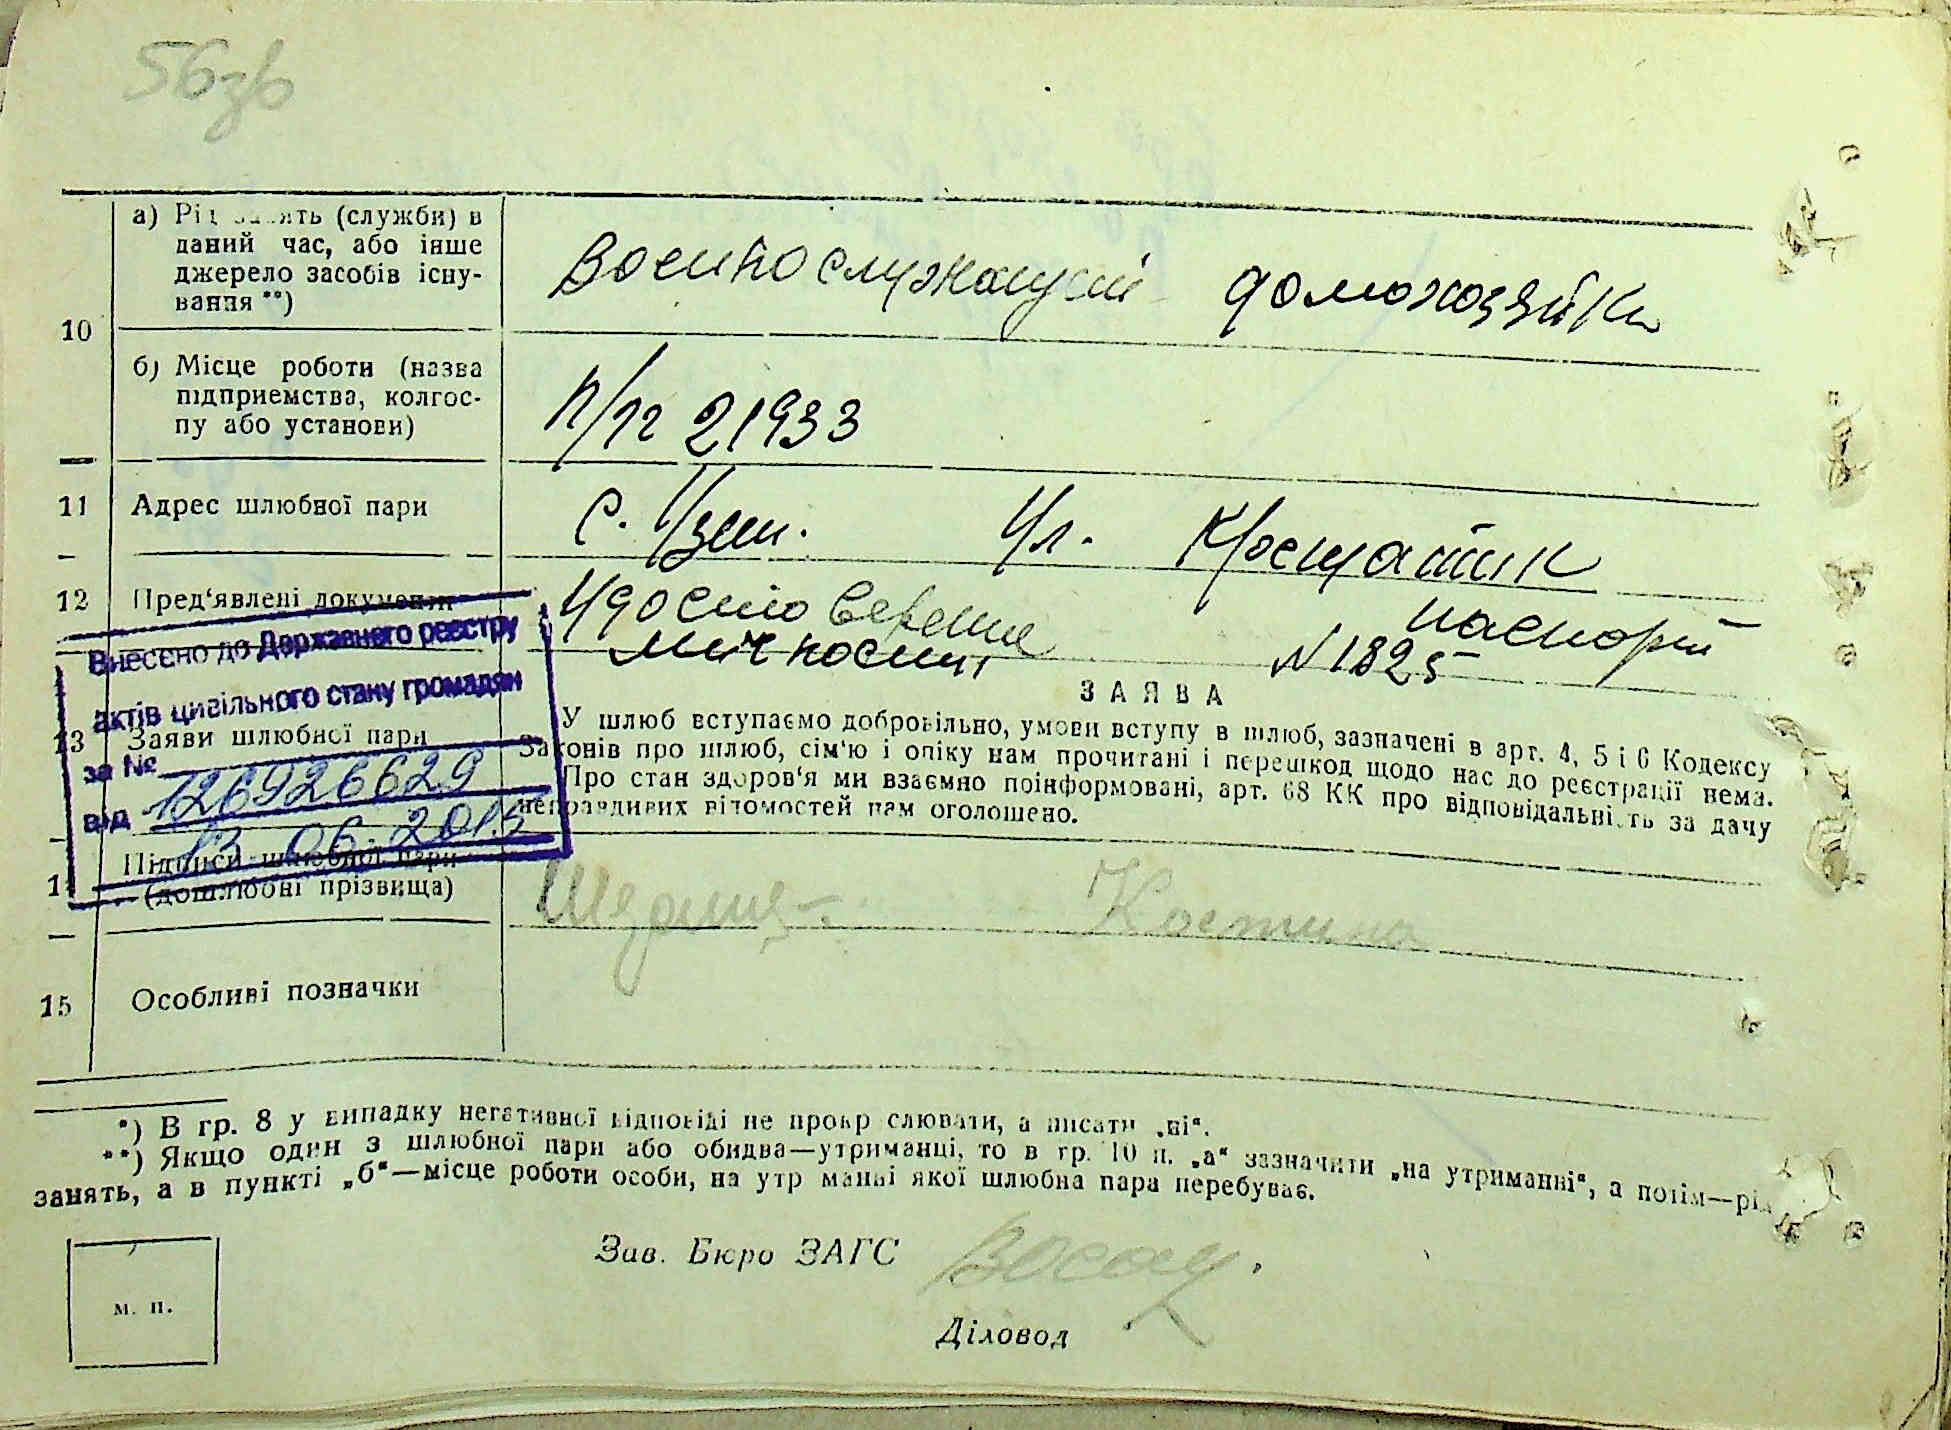 56зв
10
а) Рід занять (служби) в
даний час, або інше
джерело засобів існу-
вання **)
Военнослужащий домохозяйка
б) Місце роботи (назва
підприемства, колгос-
пу або установи)
п/пг 21933
11 Адрес шлюбної пари
с. Узин. Ул. Крещатик
12 Пред'явлені документи
Удостоверение паспорт
личности N 1825
Внесено до Державного реєстру
актів цивільного стану громадян
за № 126926629
від 13.06.2016
13 Заяви шлюбної пари
ЗАЯВА
У шлюб вступаємо добровільно, умови вступу в шлюб, зазначені в арт. 4, 5 і 6 Кодексу
Законів про шлюб, сім'ю і опіку нам прочитані і перешкод щодо нас до реєстрації нема.
Про стан здоров'я ми взаємно поінформовані, арт. 68 КК про відповідальність за дачу
неправдивих відомостей нам оголошено.
Підписи шлюбної пари
(дошлюбні прізвища)
Костина
15 Особливі позначки
*) В гр. 8 у випадку негативної відповіді не прокреслювати, а писати „ні“.
**) Якщо один з шлюбної пари або обидва—утриманці, то в гр. 10 п. „а“ зазначити „на утриманні“, а потім—рід
занять, а в пункті „б“—місце роботи особи, на утриманні якої шлюбна пара перебуває.
Зав. Бюро ЗАГС
Діловод
м. п.